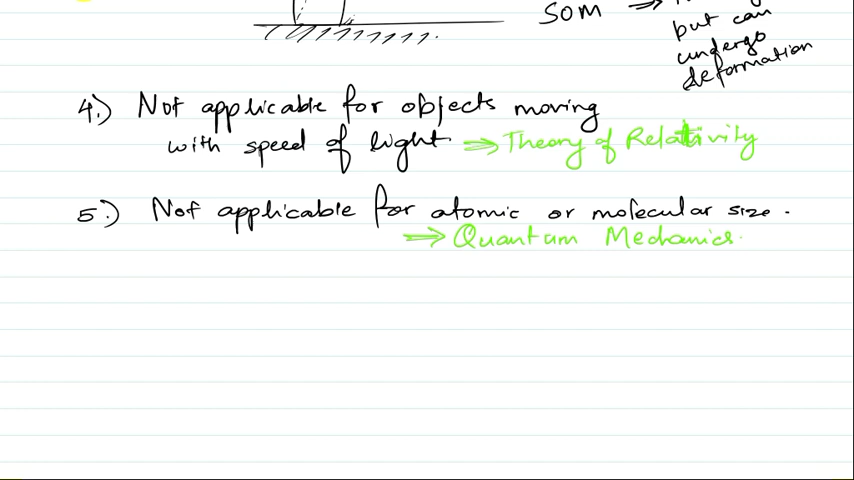 SOM ⇒
but can
undergo
deformation
4.) Not applicable for objects moving
with speed of light ⇒ Theory of Relativity
5.) Not applicable for atomic or molecular size.
⇒ Quantum Mechanics.